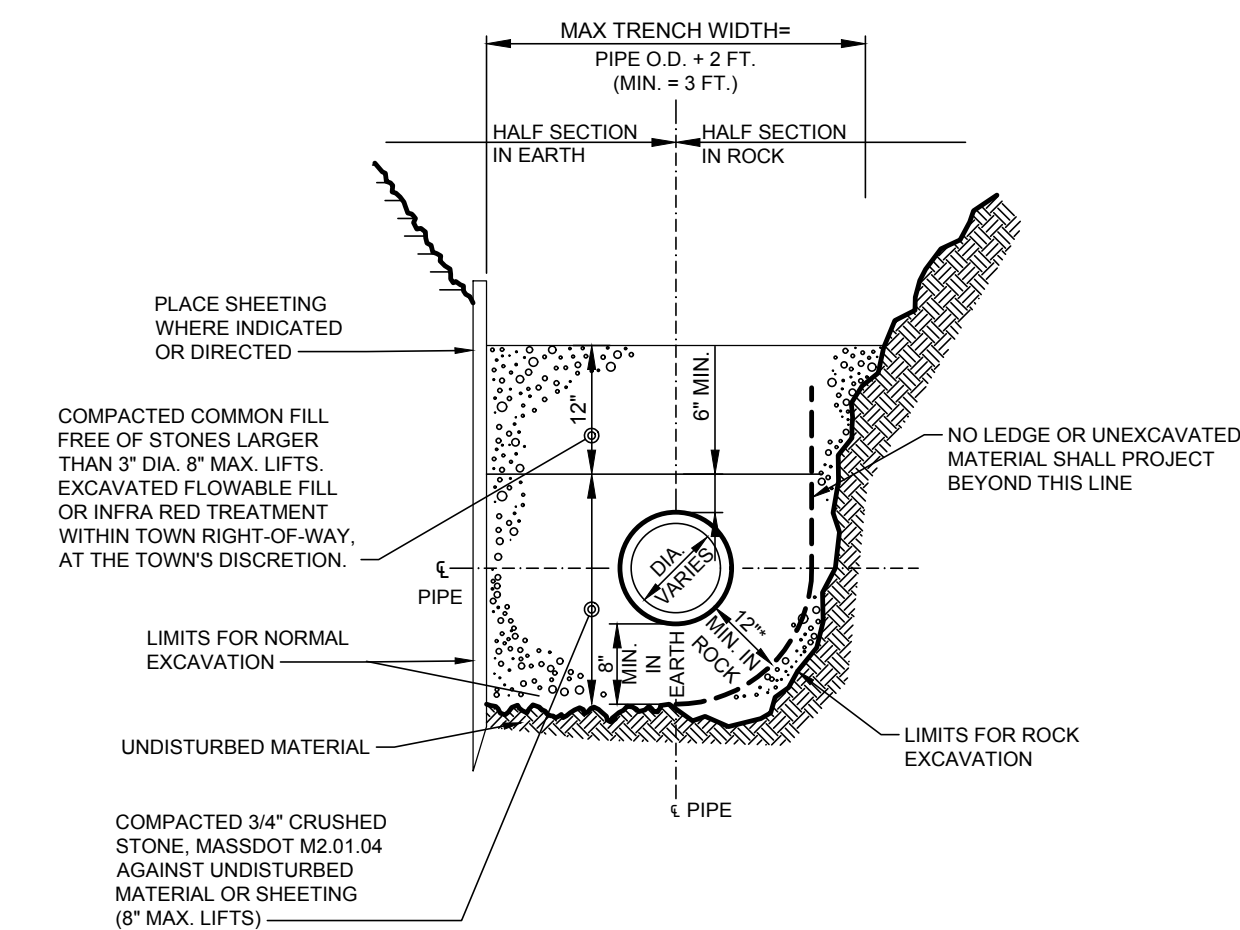 MAX TRENCH WIDTH=
PIPE O.D. + 2 FT.
(MIN. = 3 FT.)
HALF SECTION
IN EARTH
HALF SECTION
IN ROCK
PLACE SHEETING
WHERE INDICATED
OR DIRECTED
12"
6" MIN.
COMPACTED COMMON FILL
FREE OF STONES LARGER
THAN 3" DIA. 8" MAX. LIFTS.
EXCAVATED FLOWABLE FILL
OR INFRA RED TREATMENT
WITHIN TOWN RIGHT-OF-WAY,
AT THE TOWN'S DISCRETION.
NO LEDGE OR UNEXCAVATED
MATERIAL SHALL PROJECT
BEYOND THIS LINE
DIA.
VARIES
℄
PIPE
LIMITS FOR NORMAL
EXCAVATION
8"
MIN.
IN
EARTH
12"*
MIN. IN
ROCK
UNDISTURBED MATERIAL
LIMITS FOR ROCK
EXCAVATION
℄ PIPE
COMPACTED 3/4" CRUSHED
STONE, MASSDOT M2.01.04
AGAINST UNDISTURBED
MATERIAL OR SHEETING
(8" MAX. LIFTS)